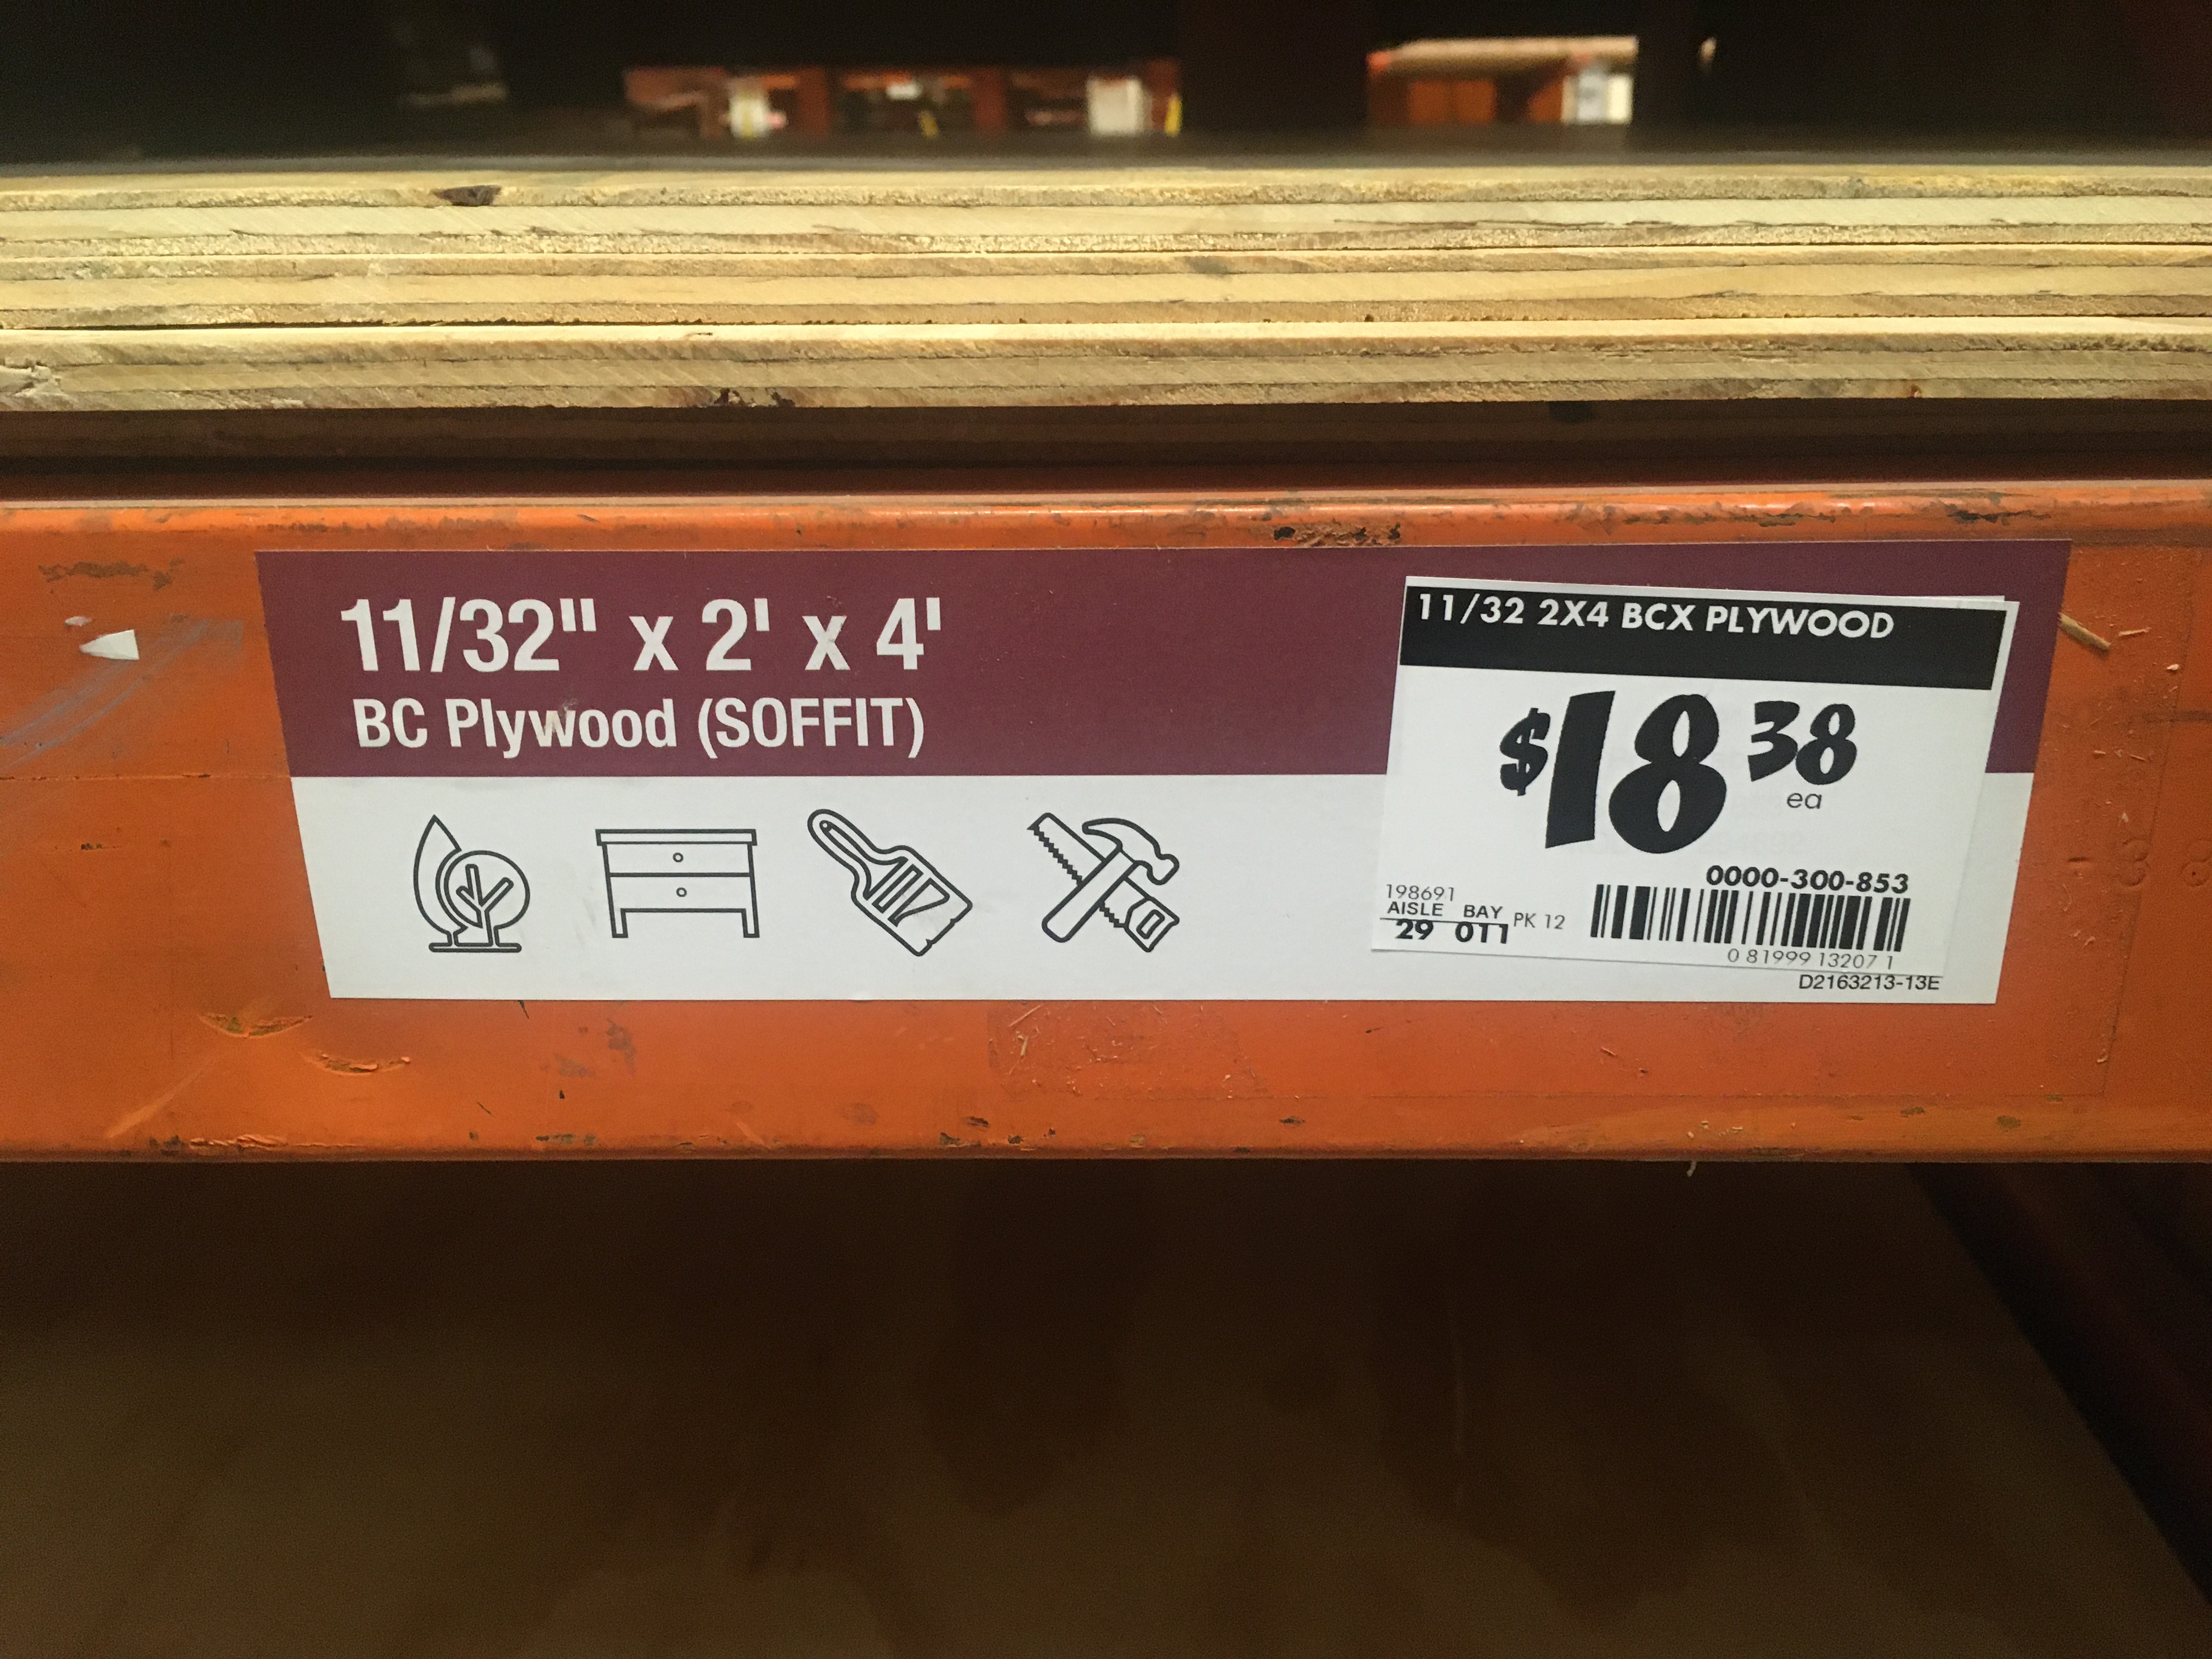 11/32" x 2' x 4'
BC Plywood (SOFFIT)
11/32 2X4 BCX PLYWOOD
$18 38
ea
0000-300-853
198691
AISLE BAY PK 12
29 011
0 81999 13207 1
D2163213-13E